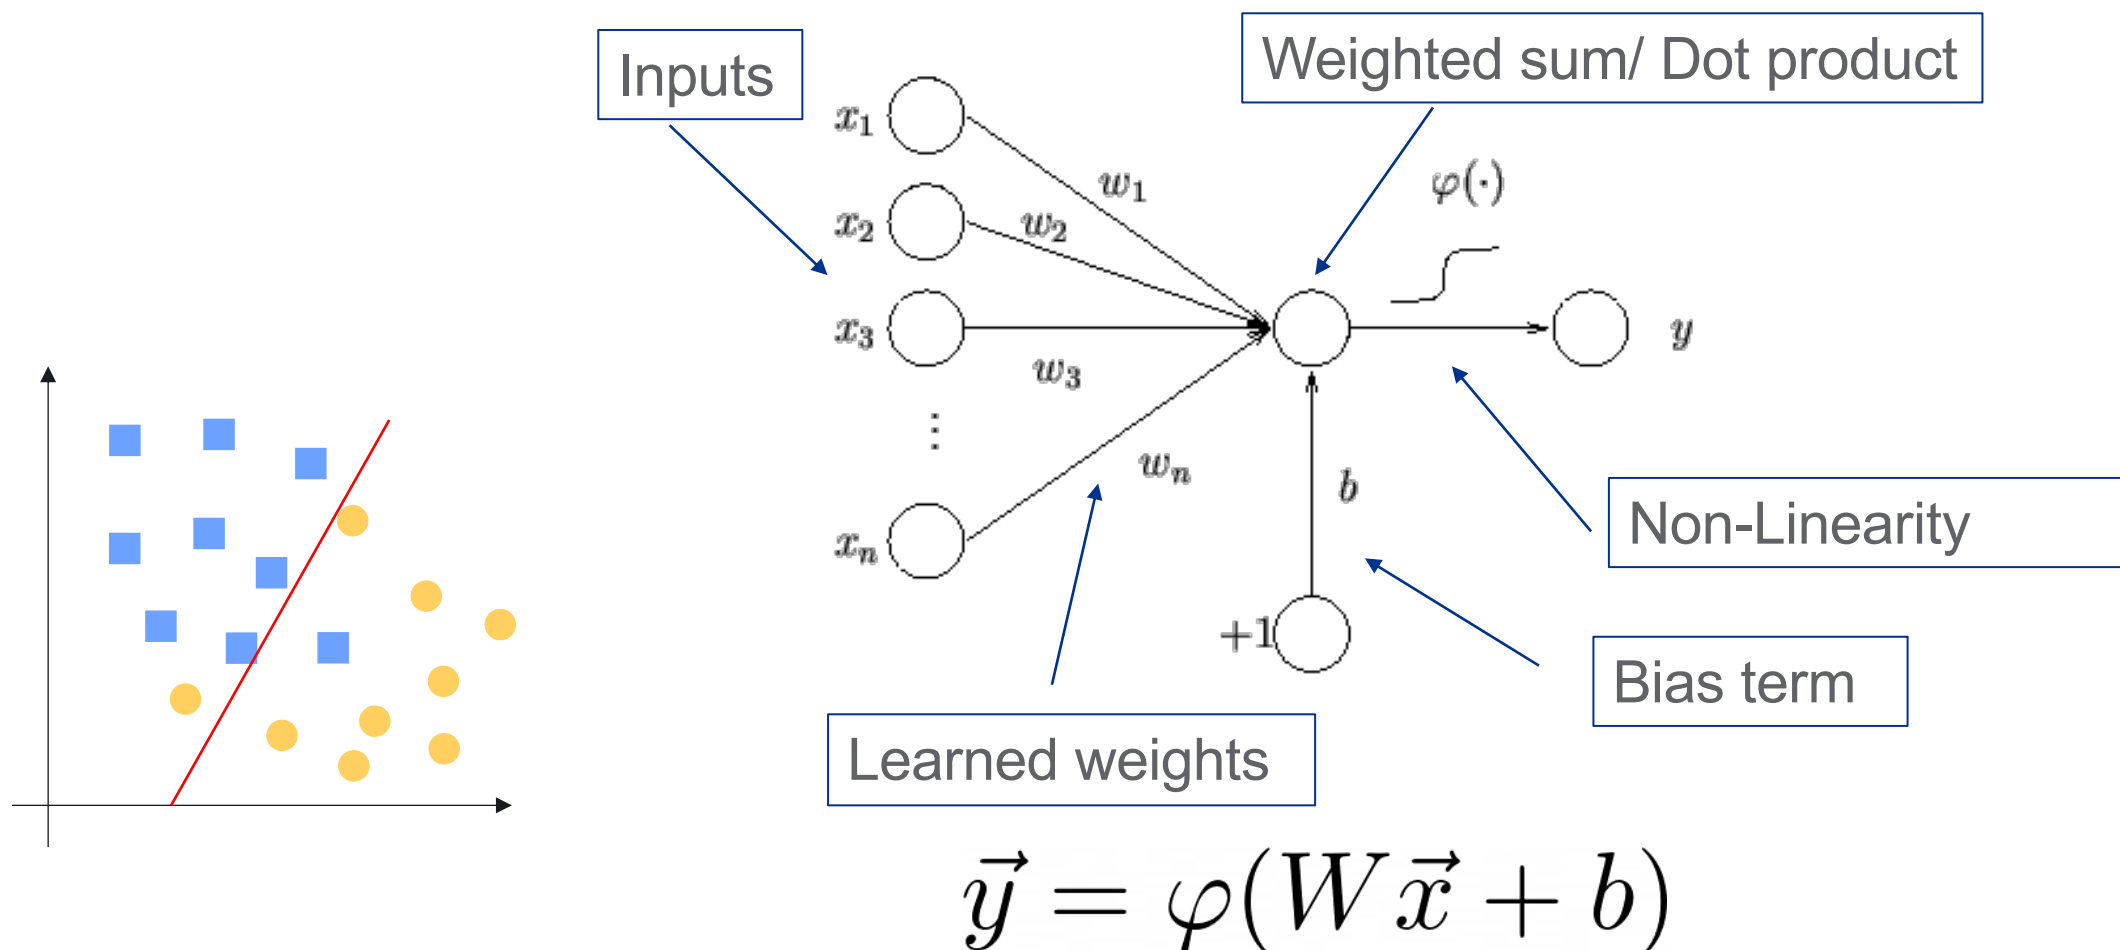 Inputs
Weighted sum/ Dot product
x₁
w₁
φ(·)
x₂
w₂
x₃
y
w₃
⋮
wₙ
b
xₙ
Non-Linearity
+1
Bias term
Learned weights
y⃗ = φ(Wx⃗ + b)